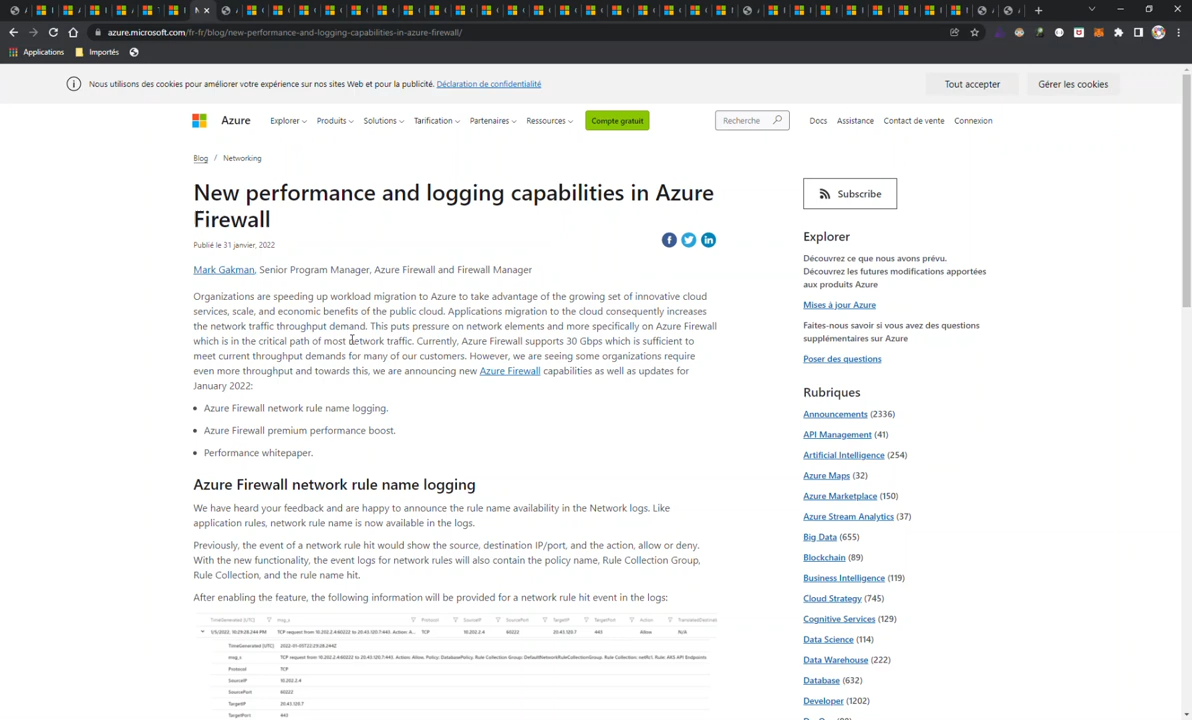 azure.microsoft.com/fr-fr/blog/new-performance-and-logging-capabilities-in-azure-firewall/
Applications
Importés
Nous utilisons des cookies pour améliorer votre expérience sur nos sites Web et pour la publicité. Déclaration de confidentialité
Tout accepter
Gérer les cookies
Azure
Explorer
Produits
Solutions
Tarification
Partenaires
Ressources
Compte gratuit
Recherche
Docs
Assistance
Contact de vente
Connexion
Blog / Networking
New performance and logging capabilities in Azure
Firewall
Publié le 31 janvier, 2022
Mark Gakman, Senior Program Manager, Azure Firewall and Firewall Manager
Organizations are speeding up workload migration to Azure to take advantage of the growing set of innovative cloud
services, scale, and economic benefits of the public cloud. Applications migration to the cloud consequently increases
the network traffic throughput demand. This puts pressure on network elements and more specifically on Azure Firewall
which is in the critical path of most network traffic. Currently, Azure Firewall supports 30 Gbps which is sufficient to
meet current throughput demands for many of our customers. However, we are seeing some organizations require
even more throughput and towards this, we are announcing new Azure Firewall capabilities as well as updates for
January 2022:
• Azure Firewall network rule name logging.
• Azure Firewall premium performance boost.
• Performance whitepaper.
Azure Firewall network rule name logging
We have heard your feedback and are happy to announce the rule name availability in the Network logs. Like
application rules, network rule name is now available in the logs.
Previously, the event of a network rule hit would show the source, destination IP/port, and the action, allow or deny.
With the new functionality, the event logs for network rules will also contain the policy name, Rule Collection Group,
Rule Collection, and the rule name hit.
After enabling the feature, the following information will be provided for a network rule hit event in the logs:
TimeGenerated [UTC] msg_s Protocol SourceIP SourcePort TargetIP TargetPort Action
1/5/2022, 10:29:28.244 PM TCP request from 10.202.2.4:60222 to 20.43.120.7:443. Action: A... TCP 10.202.2.4 60222 20.43.120.7 443 Allow N/A
TimeGenerated [UTC] 2022-01-05T22:29:28.244Z
msg_s TCP request from 10.202.2.4:60222 to 20.43.120.7:443. Action: Allow. Policy: DatabasePolicy. Rule Collection Group: DefaultNetworkRuleCollectionGroup. Rule Collection: netRc1. Rule: AKS API Endpoints
Protocol TCP
SourceIP 10.202.2.4
SourcePort 60222
TargetIP 20.43.120.7
TargetPort 443
Subscribe
Explorer
Découvrez ce que nous avons prévu.
Découvrez les futures modifications apportées
aux produits Azure
Mises à jour Azure
Faites-nous savoir si vous avez des questions
supplémentaires sur Azure.
Poser des questions
Rubriques
Announcements (2336)
API Management (41)
Artificial Intelligence (254)
Azure Maps (32)
Azure Marketplace (150)
Azure Stream Analytics (37)
Big Data (655)
Blockchain (89)
Business Intelligence (119)
Cloud Strategy (745)
Cognitive Services (129)
Data Science (114)
Data Warehouse (222)
Database (632)
Developer (1202)